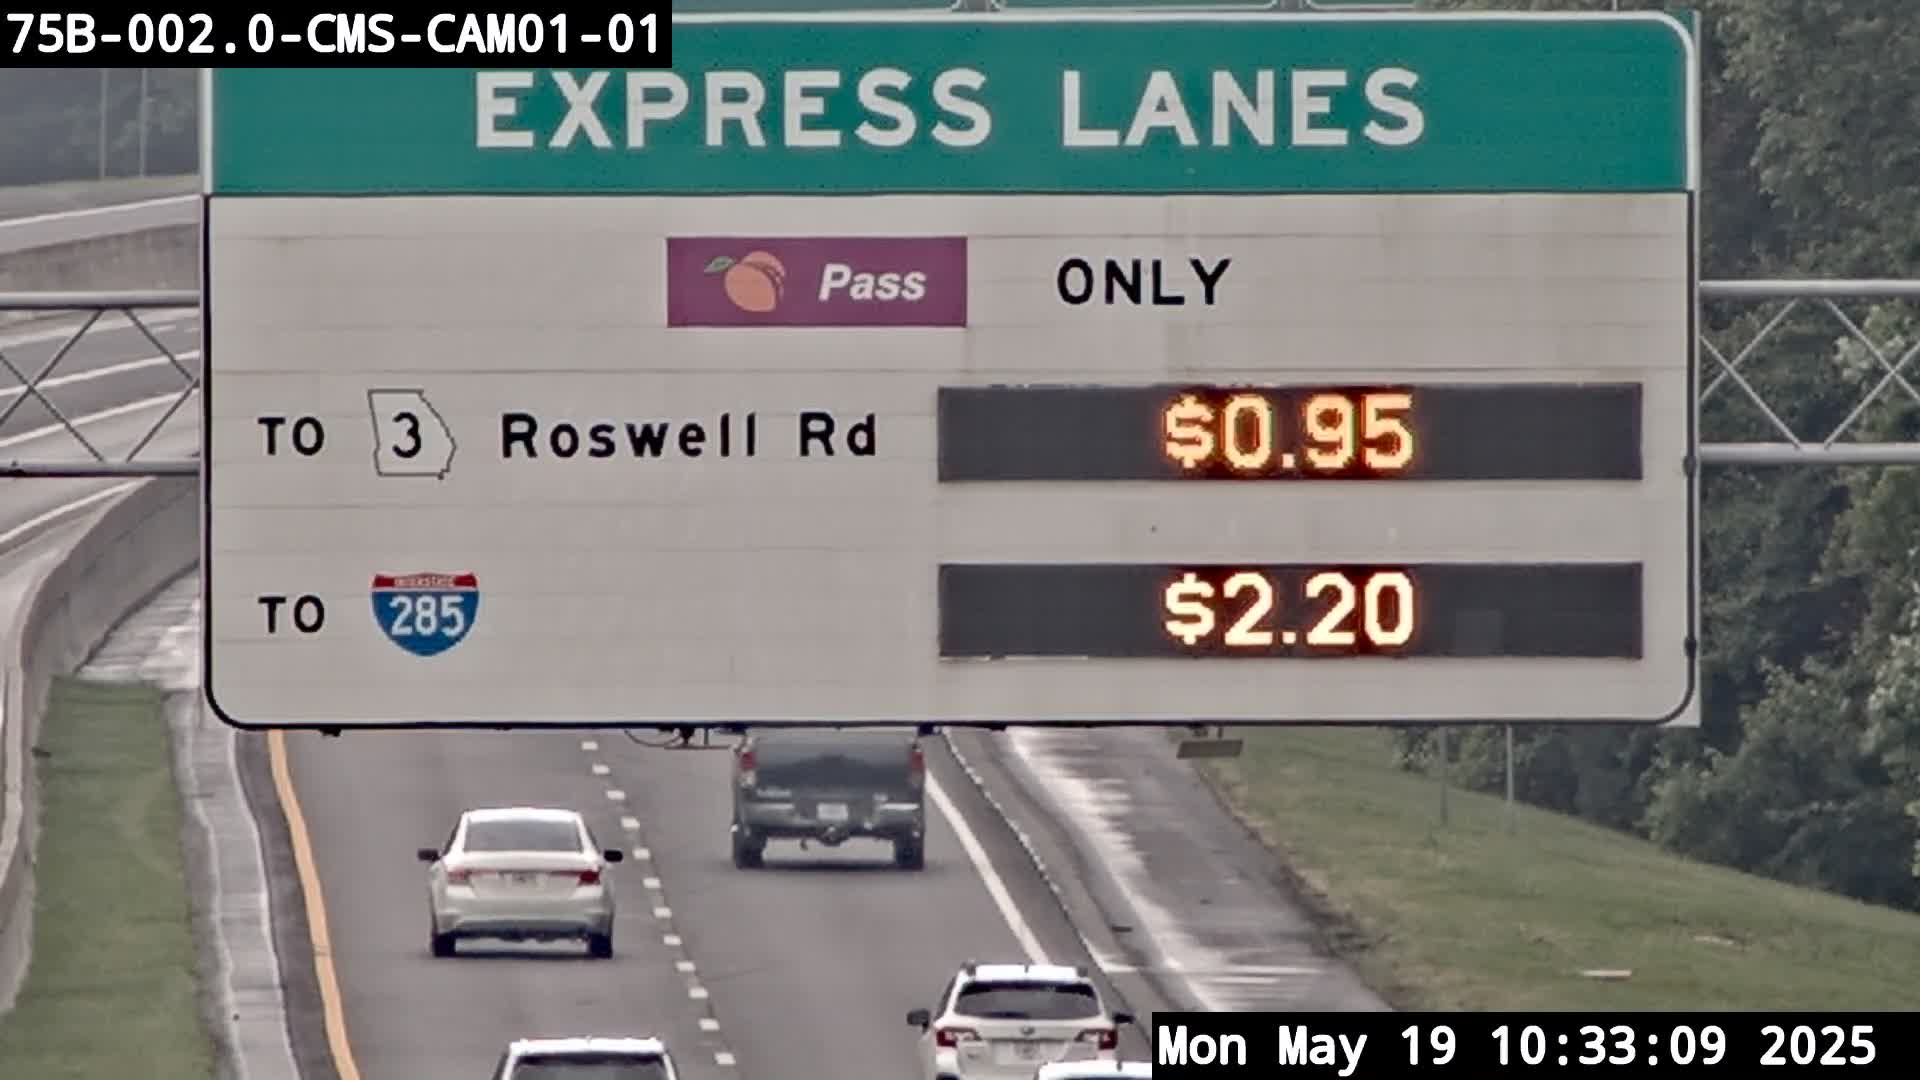 75B-002.0-CMS-CAM01-01
EXPRESS LANES
Pass ONLY
TO 3 Roswell Rd $0.95
INTERSTATE
TO 285 $2.20
Mon May 19 10:33:09 2025